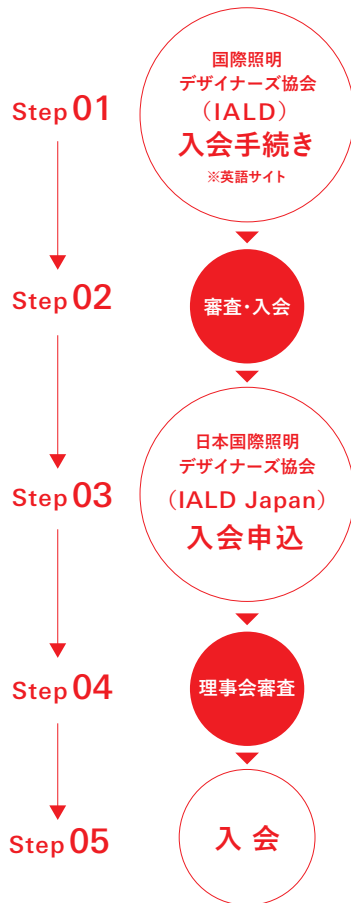 Step 01
国際照明
デザイナーズ協会
（IALD）
入会手続き
※英語サイト
Step 02
審査・入会
Step 03
日本国際照明
デザイナーズ協会
（IALD Japan）
入会申込
Step 04
理事会審査
Step 05
入 会